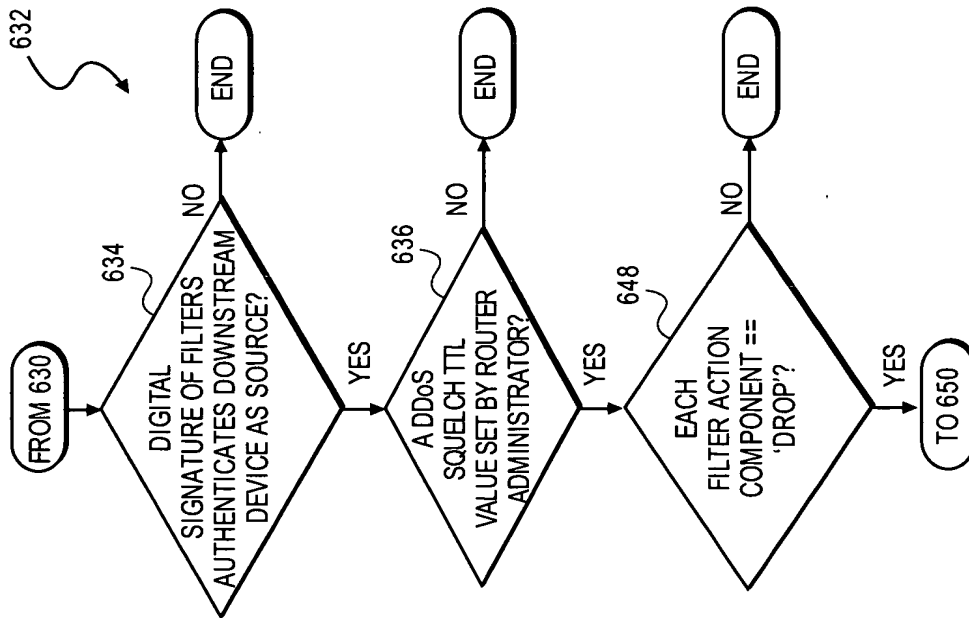 632
FROM 630
634
DIGITAL
SIGNATURE OF FILTERS
AUTHENTICATES DOWNSTREAM
DEVICE AS SOURCE?
NO
END
YES
636
A DDoS
SQUELCH TTL
VALUE SET BY ROUTER
ADMINISTRATOR?
NO
END
YES
648
EACH
FILTER ACTION
COMPONENT ==
'DROP'?
NO
END
YES
TO 650